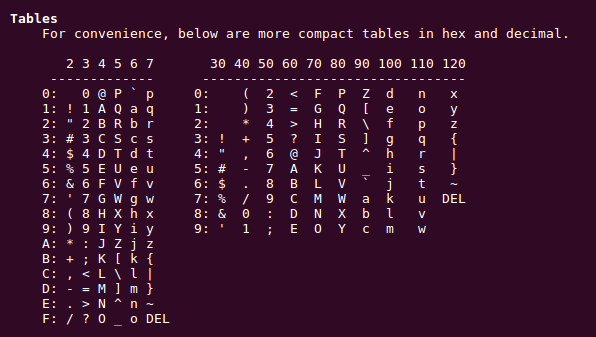 Tables
    For convenience, below are more compact tables in hex and decimal.

       2 3 4 5 6 7       30 40 50 60 70 80 90 100 110 120
     -------------      ---------------------------------
    0:   0 @ P ` p     0:    (  2  <  F  P  Z  d   n   x
    1: ! 1 A Q a q     1:    )  3  =  G  Q  [  e   o   y
    2: " 2 B R b r     2:    *  4  >  H  R  \  f   p   z
    3: # 3 C S c s     3: !  +  5  ?  I  S  ]  g   q   {
    4: $ 4 D T d t     4: "  ,  6  @  J  T  ^  h   r   |
    5: % 5 E U e u     5: #  -  7  A  K  U  _  i   s   }
    6: & 6 F V f v     6: $  .  8  B  L  V  `  j   t   ~
    7: ' 7 G W g w     7: %  /  9  C  M  W  a  k   u  DEL
    8: ( 8 H X h x     8: &  0  :  D  N  X  b  l   v
    9: ) 9 I Y i y     9: '  1  ;  E  O  Y  c  m   w
    A: * : J Z j z
    B: + ; K [ k {
    C: , < L \ l |
    D: - = M ] m }
    E: . > N ^ n ~
    F: / ? O _ o DEL